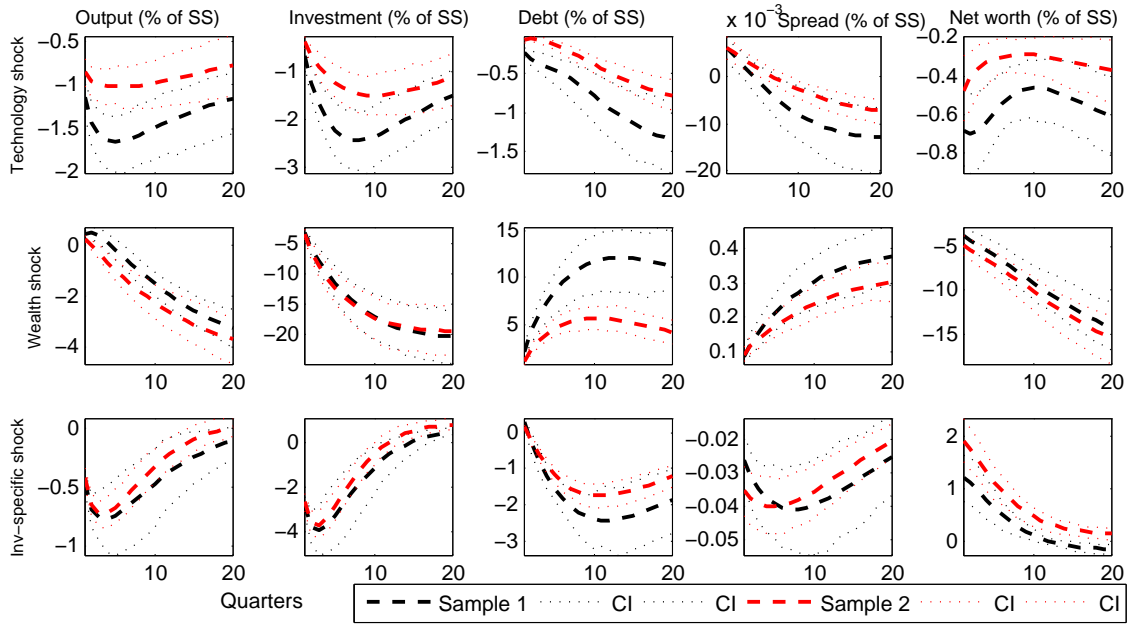 Output (% of SS) Investment (% of SS) Debt (% of SS) x 10⁻³ Spread (% of SS) Net worth (% of SS)
Technology shock
−0.5 −1 −1.5 −2 10 20
−1 −2 −3 10 20
−0.5 −1 −1.5 10 20
0 −10 −20 10 20
−0.2 −0.4 −0.6 −0.8 10 20
Wealth shock
0 −2 −4 10 20
−5 −10 −15 −20 10 20
15 10 5 10 20
0.4 0.3 0.2 0.1 10 20
−5 −10 −15 10 20
Inv−specific shock
0 −0.5 −1 10 20
0 −2 −4 10 20
0 −1 −2 −3 10 20
−0.02 −0.03 −0.04 −0.05 10 20
2 1 0 10 20
Quarters
Sample 1 CI CI Sample 2 CI CI